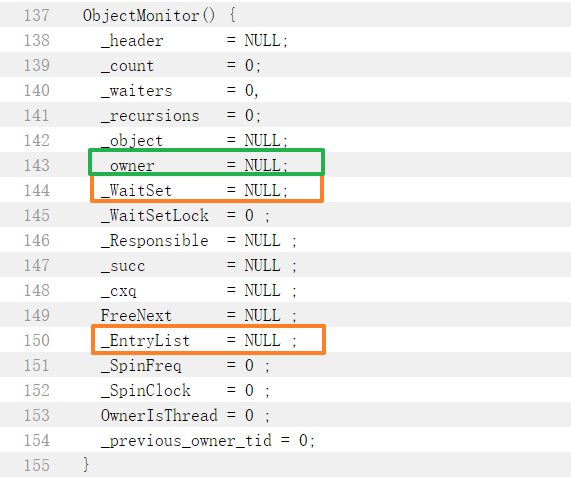 137 ObjectMonitor() {
138 _header = NULL;
139 _count = 0;
140 _waiters = 0,
141 _recursions = 0;
142 _object = NULL;
143 _owner = NULL;
144 _WaitSet = NULL;
145 _WaitSetLock = 0 ;
146 _Responsible = NULL ;
147 _succ = NULL ;
148 _cxq = NULL ;
149 FreeNext = NULL ;
150 _EntryList = NULL ;
151 _SpinFreq = 0 ;
152 _SpinClock = 0 ;
153 OwnerIsThread = 0 ;
154 _previous_owner_tid = 0;
155 }